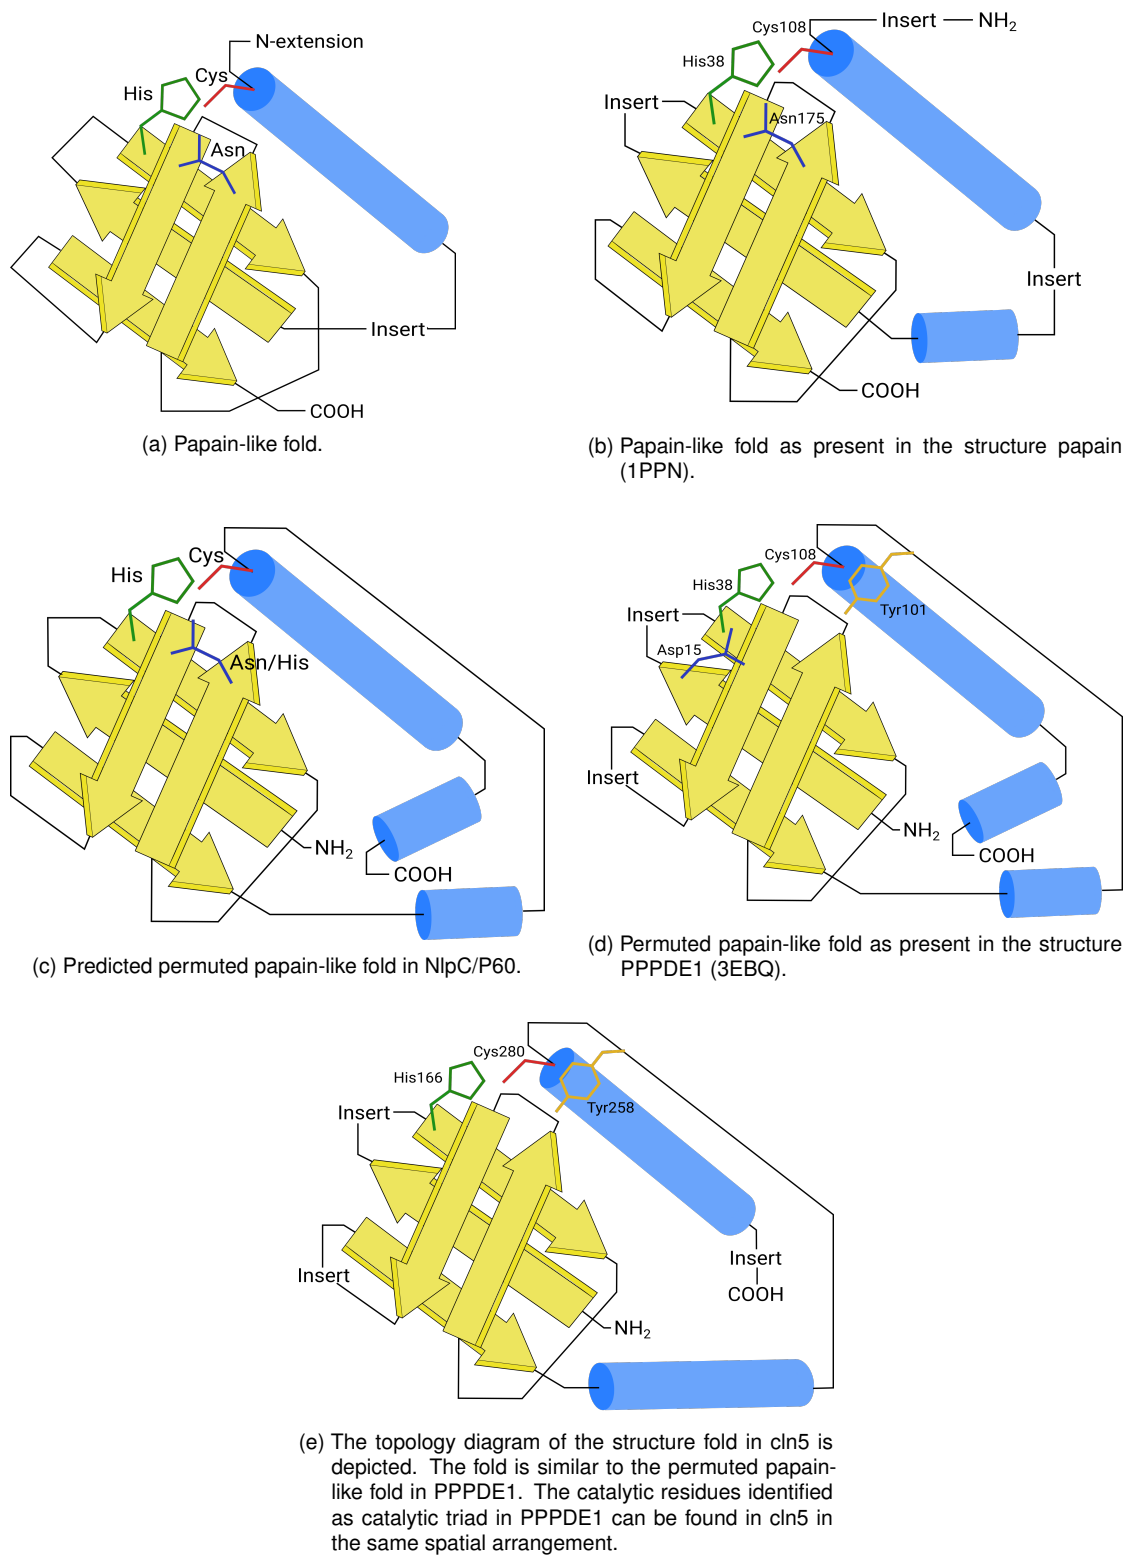 N-extension
Cys
His
Asn
Insert
COOH
(a) Papain-like fold.
Insert
NH2
Cys108
His38
Insert
Asn175
Insert
COOH
(b) Papain-like fold as present in the structure papain
(1PPN).
Cys
His
Asn/His
NH2
COOH
(c) Predicted permuted papain-like fold in NlpC/P60.
Cys108
His38
Tyr101
Insert
Asp15
Insert
NH2
COOH
(d) Permuted papain-like fold as present in the structure
PPPDE1 (3EBQ).
Cys280
His166
Tyr258
Insert
Insert
Insert
COOH
NH2
(e) The topology diagram of the structure fold in cln5 is
depicted. The fold is similar to the permuted papain-
like fold in PPPDE1. The catalytic residues identified
as catalytic triad in PPPDE1 can be found in cln5 in
the same spatial arrangement.